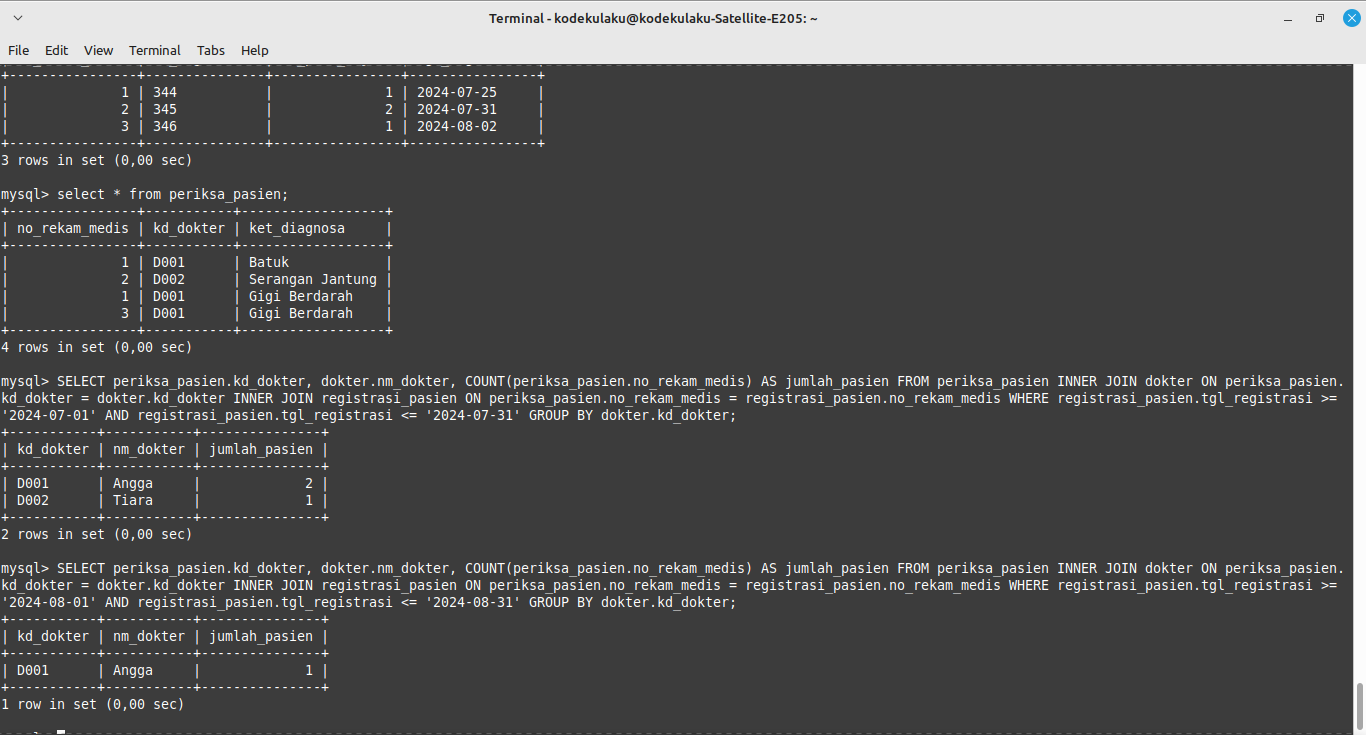 Terminal - kodekulaku@kodekulaku-Satellite-E205: ~
File Edit View Terminal Tabs Help
+----------------+---------------+----------------+----------------+
| 1 | 344 | 1 | 2024-07-25 |
| 2 | 345 | 2 | 2024-07-31 |
| 3 | 346 | 1 | 2024-08-02 |
+----------------+---------------+----------------+----------------+
3 rows in set (0,00 sec)
mysql> select * from periksa_pasien;
+----------------+-----------+------------------+
| no_rekam_medis | kd_dokter | ket_diagnosa |
+----------------+-----------+------------------+
| 1 | D001 | Batuk |
| 2 | D002 | Serangan Jantung |
| 1 | D001 | Gigi Berdarah |
| 3 | D001 | Gigi Berdarah |
+----------------+-----------+------------------+
4 rows in set (0,00 sec)
mysql> SELECT periksa_pasien.kd_dokter, dokter.nm_dokter, COUNT(periksa_pasien.no_rekam_medis) AS jumlah_pasien FROM periksa_pasien INNER JOIN dokter ON periksa_pasien.
kd_dokter = dokter.kd_dokter INNER JOIN registrasi_pasien ON periksa_pasien.no_rekam_medis = registrasi_pasien.no_rekam_medis WHERE registrasi_pasien.tgl_registrasi >=
'2024-07-01' AND registrasi_pasien.tgl_registrasi <= '2024-07-31' GROUP BY dokter.kd_dokter;
+-----------+-----------+---------------+
| kd_dokter | nm_dokter | jumlah_pasien |
+-----------+-----------+---------------+
| D001 | Angga | 2 |
| D002 | Tiara | 1 |
+-----------+-----------+---------------+
2 rows in set (0,00 sec)
mysql> SELECT periksa_pasien.kd_dokter, dokter.nm_dokter, COUNT(periksa_pasien.no_rekam_medis) AS jumlah_pasien FROM periksa_pasien INNER JOIN dokter ON periksa_pasien.
kd_dokter = dokter.kd_dokter INNER JOIN registrasi_pasien ON periksa_pasien.no_rekam_medis = registrasi_pasien.no_rekam_medis WHERE registrasi_pasien.tgl_registrasi >=
'2024-08-01' AND registrasi_pasien.tgl_registrasi <= '2024-08-31' GROUP BY dokter.kd_dokter;
+-----------+-----------+---------------+
| kd_dokter | nm_dokter | jumlah_pasien |
+-----------+-----------+---------------+
| D001 | Angga | 1 |
+-----------+-----------+---------------+
1 row in set (0,00 sec)